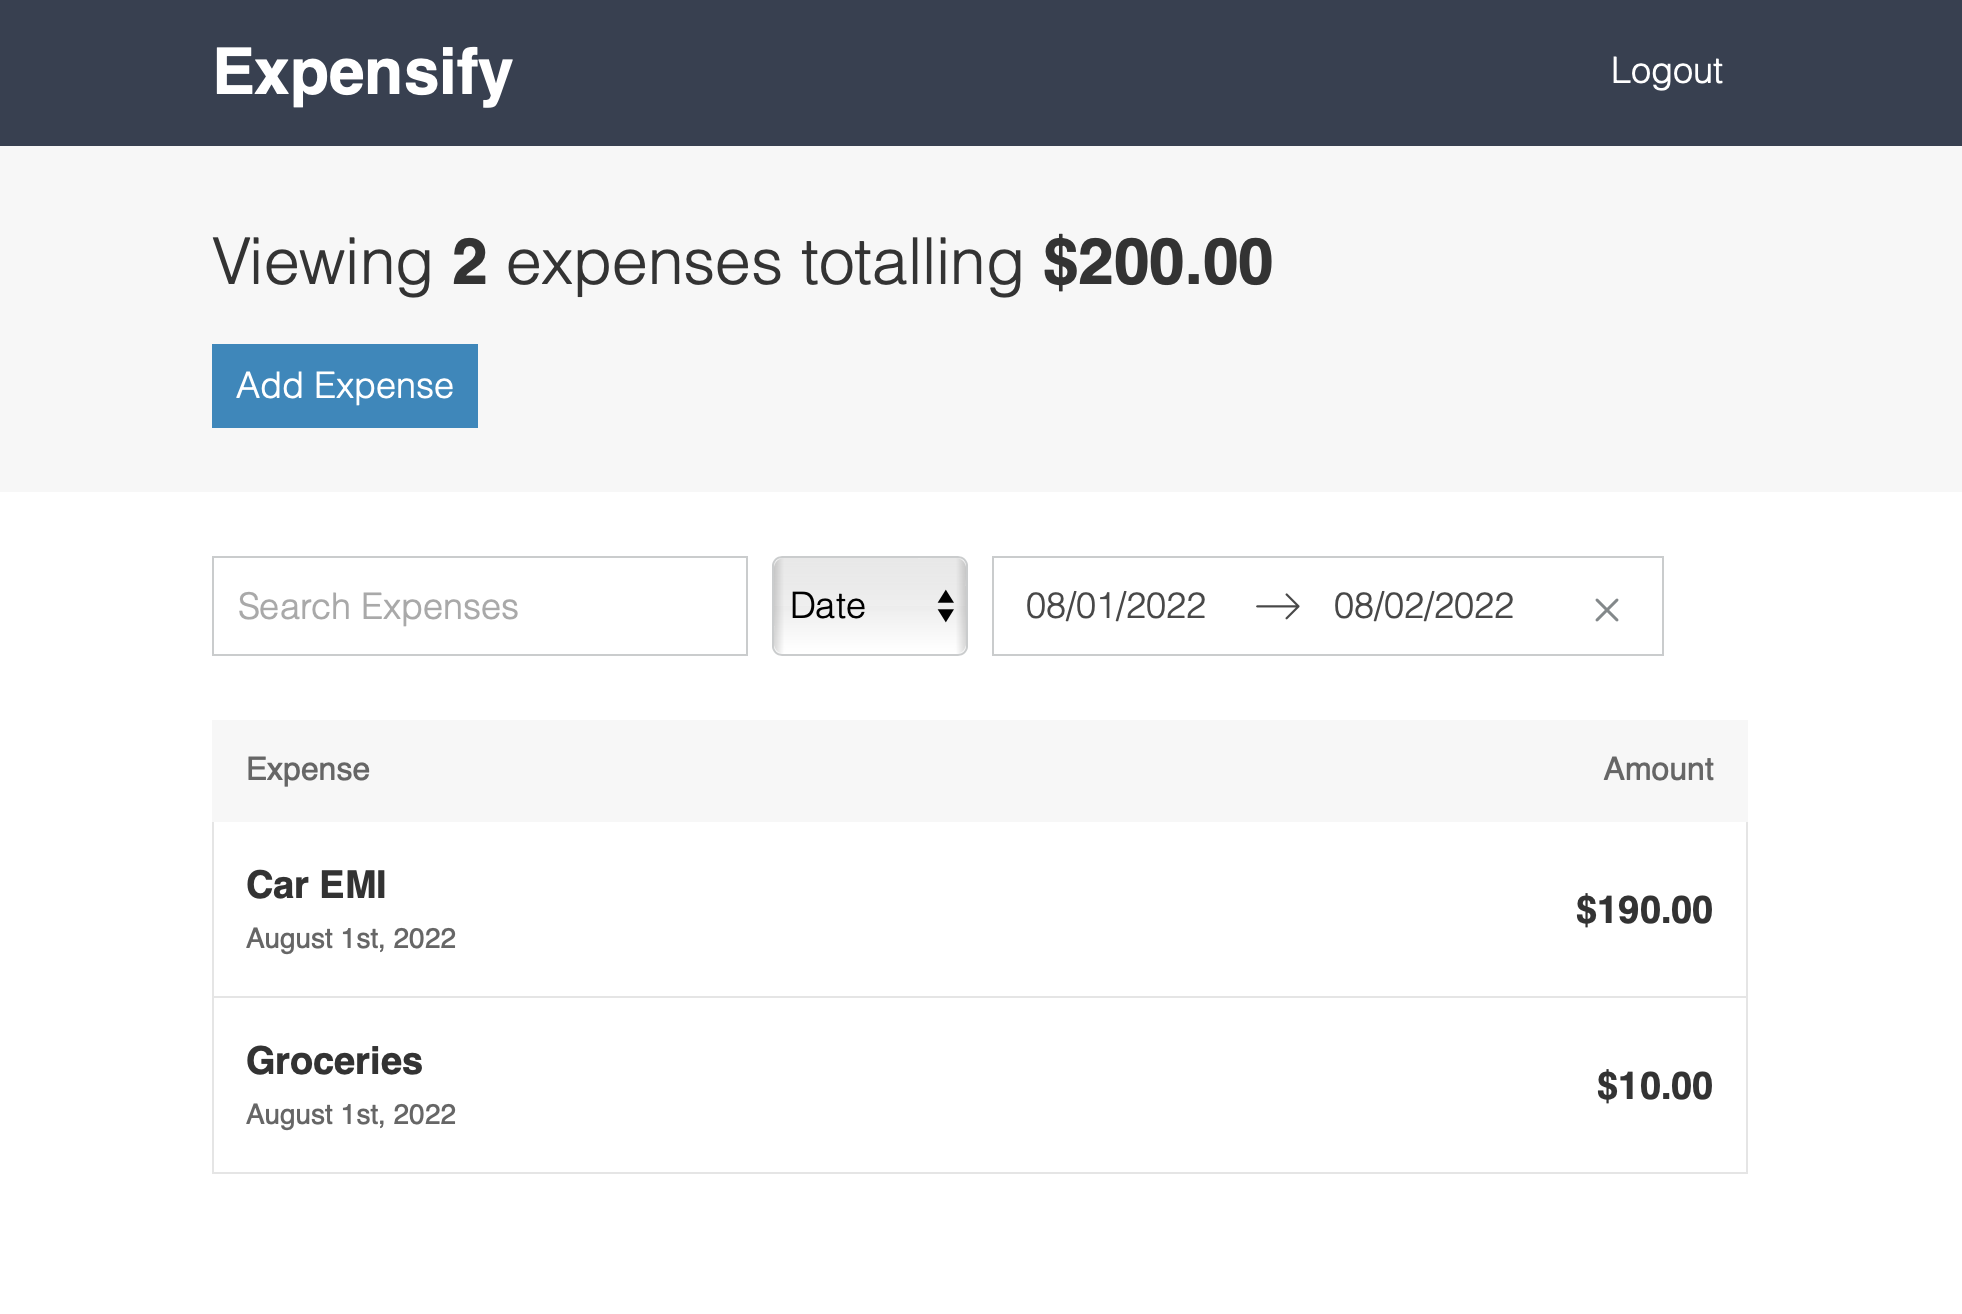 Expensify
Logout
Viewing 2 expenses totalling $200.00
Add Expense
Search Expenses
Date
08/01/2022 → 08/02/2022
Expense
Amount
Car EMI
August 1st, 2022
$190.00
Groceries
August 1st, 2022
$10.00